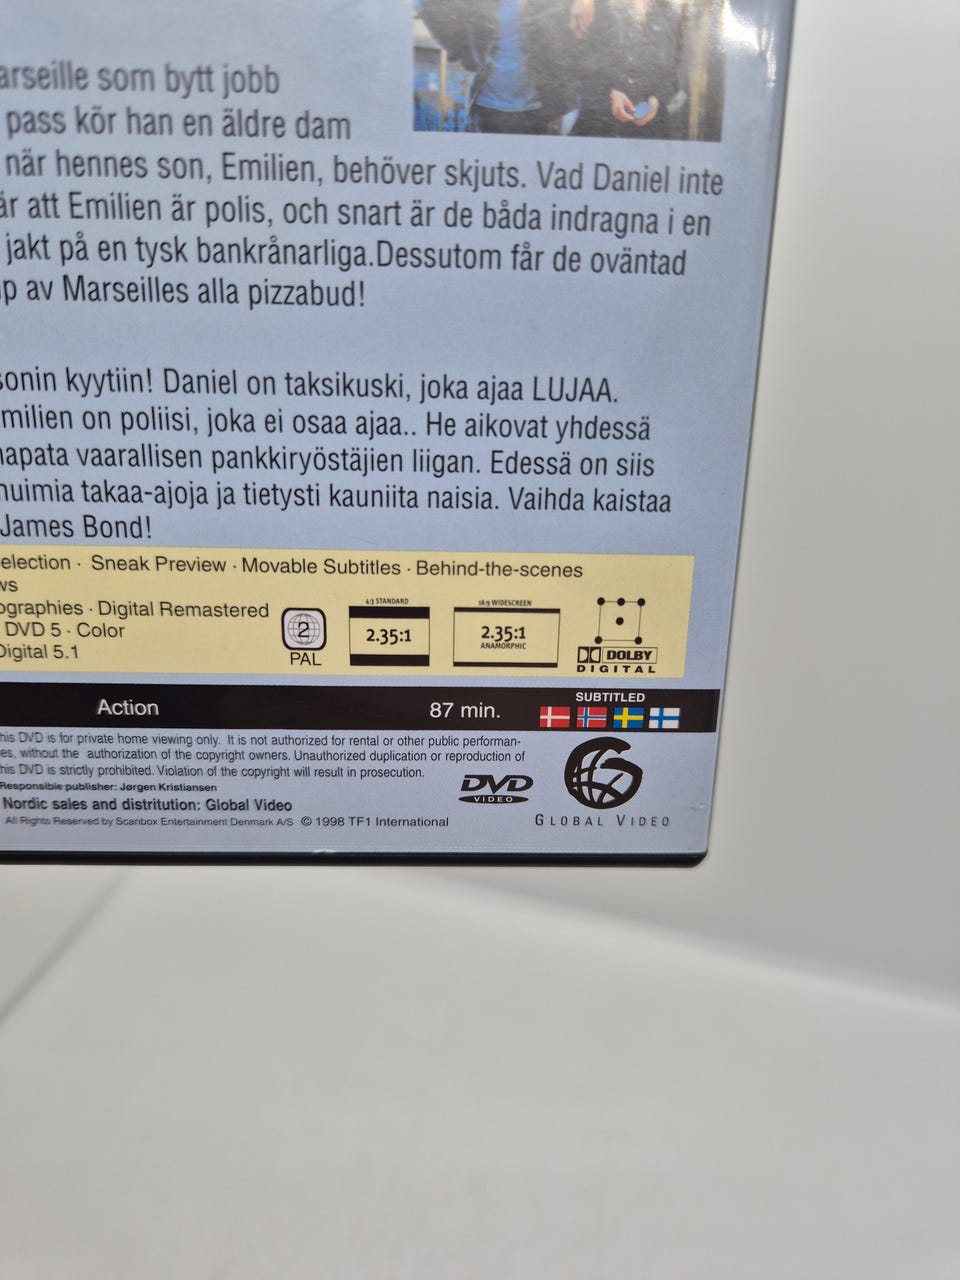 arseille som bytt jobb
pass kör han en äldre dam
när hennes son, Emilien, behöver skjuts. Vad Daniel inte
är att Emilien är polis, och snart är de båda indragna i en
jakt på en tysk bankrånarliga.Dessutom får de oväntad
p av Marseilles alla pizzabud!
sonin kyytiin! Daniel on taksikuski, joka ajaa LUJAA.
milien on poliisi, joka ei osaa ajaa.. He aikovat yhdessä
napata vaarallisen pankkiryöstäjien liigan. Edessä on siis
huimia takaa-ajoja ja tietysti kauniita naisia. Vaihda kaistaa
James Bond!
election · Sneak Preview · Movable Subtitles · Behind-the-scenes
ws
ographies · Digital Remastered
DVD 5 · Color
Digital 5.1
2
PAL
4:3 STANDARD
2.35:1
16:9 WIDESCREEN
2.35:1
ANAMORPHIC
DOLBY
DIGITAL
Action
87 min.
SUBTITLED
his DVD is for private home viewing only. It is not authorized for rental or other public performan-
es, without the authorization of the copyright owners. Unauthorized duplication or reproduction of
his DVD is strictly prohibited. Violation of the copyright will result in prosecution.
Responsible publisher: Jørgen Kristiansen
Nordic sales and distritution: Global Video
All Rights Reserved by Scanbox Entertainment Denmark A/S © 1998 TF1 International
DVD
VIDEO
GLOBAL VIDEO